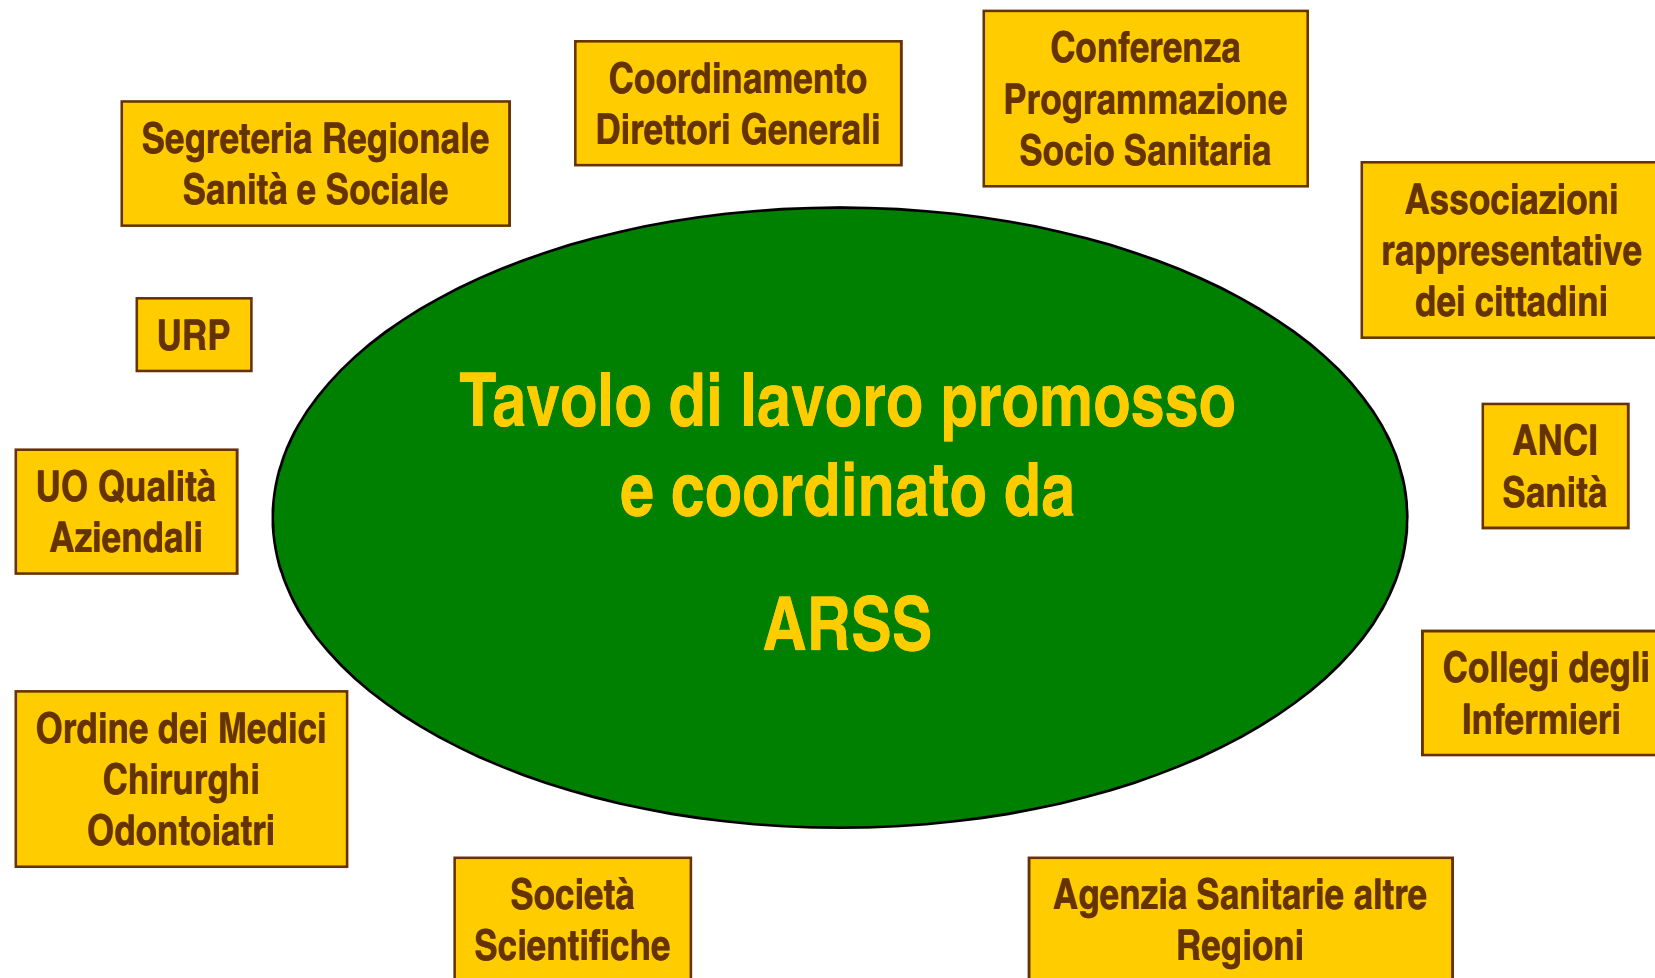 Conferenza
Programmazione
Socio Sanitaria
Coordinamento
Direttori Generali
Segreteria Regionale
Sanità e Sociale
Associazioni
rappresentative
dei cittadini
URP
Tavolo di lavoro promosso
e coordinato da
ARSS
ANCI
Sanità
UO Qualità
Aziendali
Collegi degli
Infermieri
Ordine dei Medici
Chirurghi
Odontoiatri
Società
Scientifiche
Agenzia Sanitarie altre
Regioni